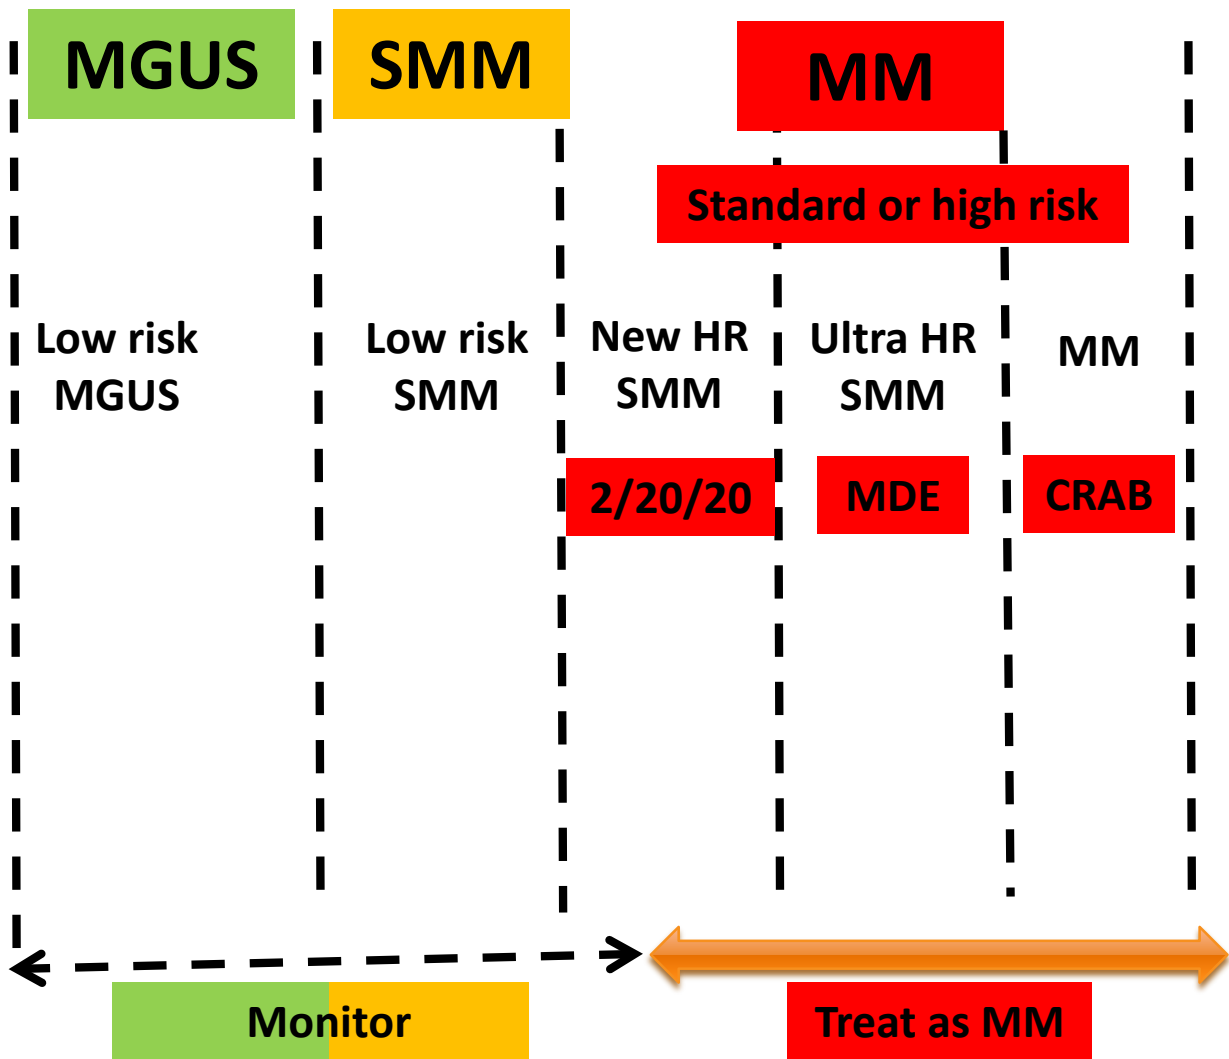 MGUS
SMM
MM
Standard or high risk
Low risk
MGUS
Low risk
SMM
New HR
SMM
Ultra HR
SMM
MM
2/20/20
MDE
CRAB
Monitor
Treat as MM